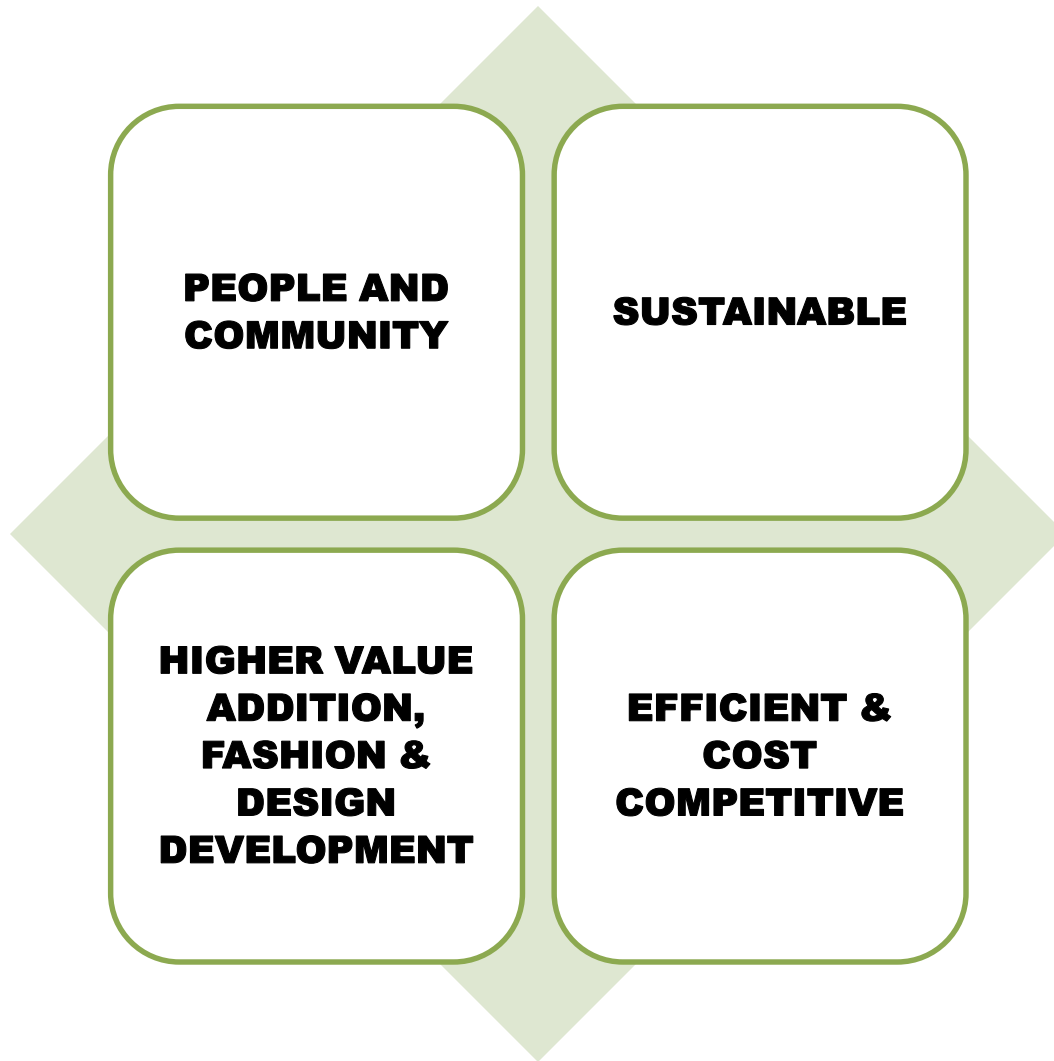 PEOPLE AND
COMMUNITY
SUSTAINABLE
HIGHER VALUE
ADDITION,
FASHION &
DESIGN
DEVELOPMENT
EFFICIENT &
COST
COMPETITIVE